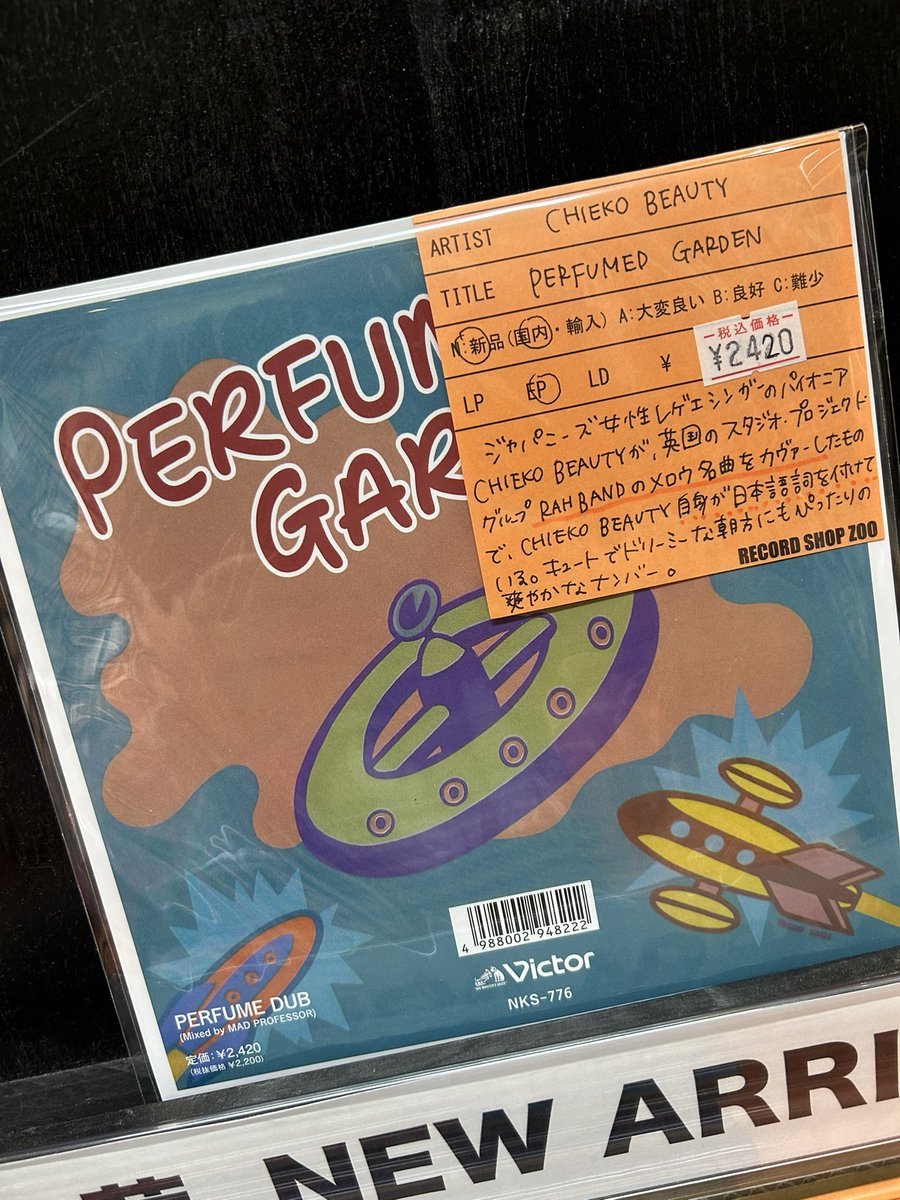 ARTIST CHIEKO BEAUTY
TITLE PERFUMED GARDEN
N:新品(国内・輸入) A:大変良い B:良好 C:難少
LP EP LD ¥
税込価格
¥2420
ジャパニーズ女性レゲエシンガーのパイオニア
CHIEKO BEAUTYが、英国のスタジオ・プロジェクト
グループ RAH BANDのメロウ名曲をカヴァーしたもの
で、CHIEKO BEAUTY自身が日本語詞を付けて
いる。キュートでドリーミーな朝方にもぴったりの
爽やかなナンバー。
RECORD SHOP ZOO
PERFUM
GAR
4 988002 948222
Victor
NKS-776
PERFUME DUB
(Mixed by MAD PROFESSOR)
定価:¥2,420
(税抜価格 ¥2,200)
NEW ARRI